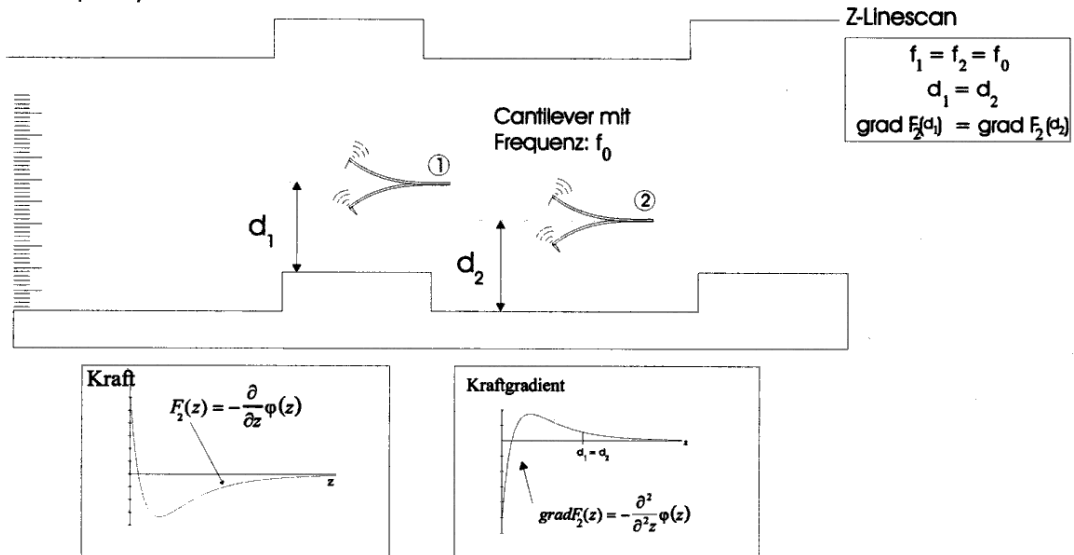 Z-Linescan
f₁ = f₂ = f₀
d₁ = d₂
grad F₂(d₁) = grad F₂(d₂)
Cantilever mit
Frequenz: f₀
①
②
d₁
d₂
Kraft
F₂(z) = −∂/∂z φ(z)
z
Kraftgradient
d₁ = d₂
gradF₂(z) = −∂²/∂²z φ(z)